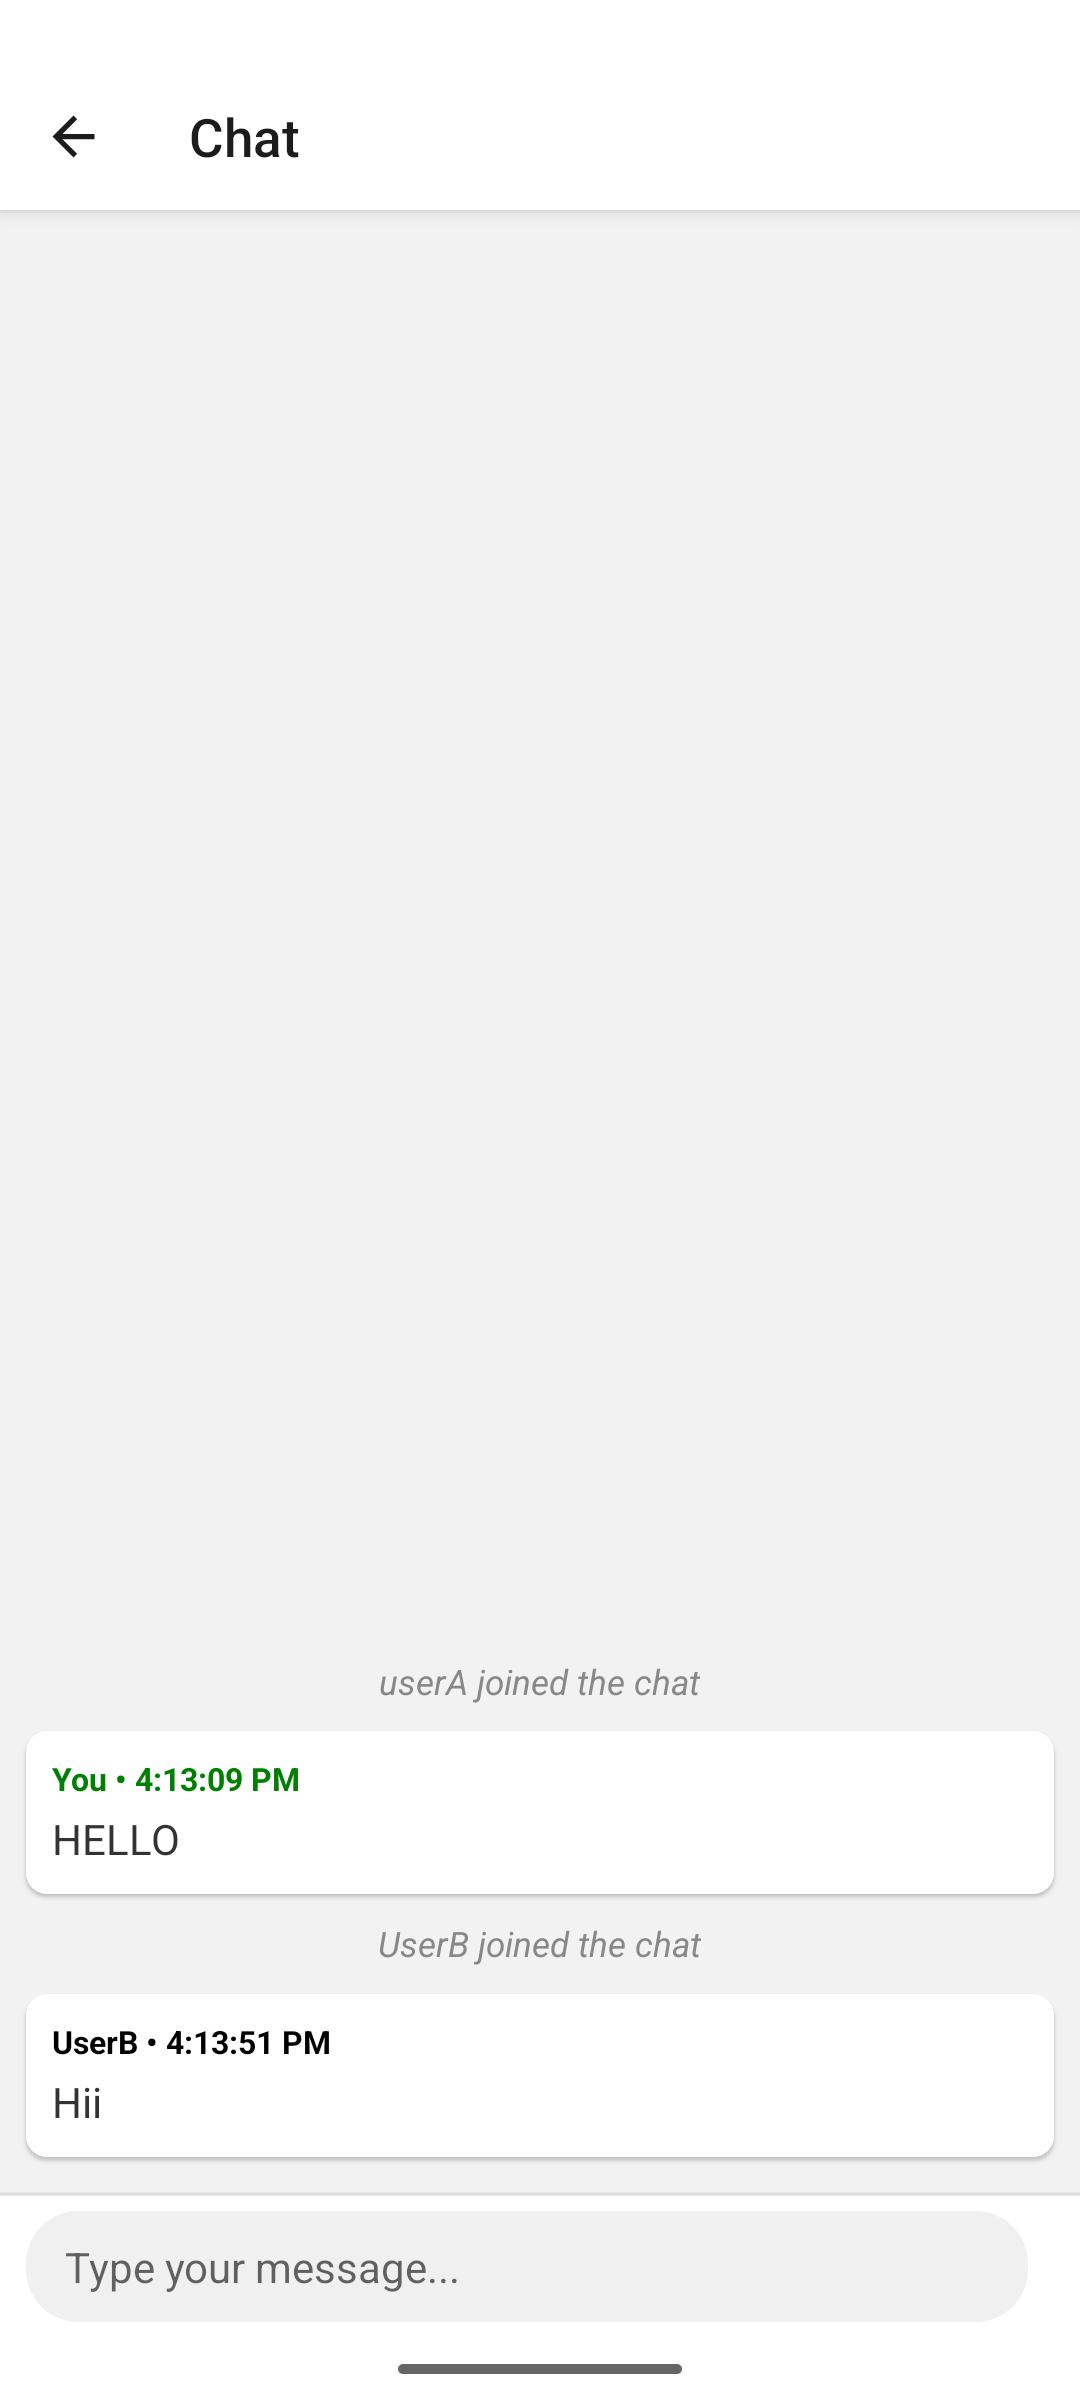 Chat
userA joined the chat
You • 4:13:09 PM
HELLO
UserB joined the chat
UserB • 4:13:51 PM
Hii
Type your message...